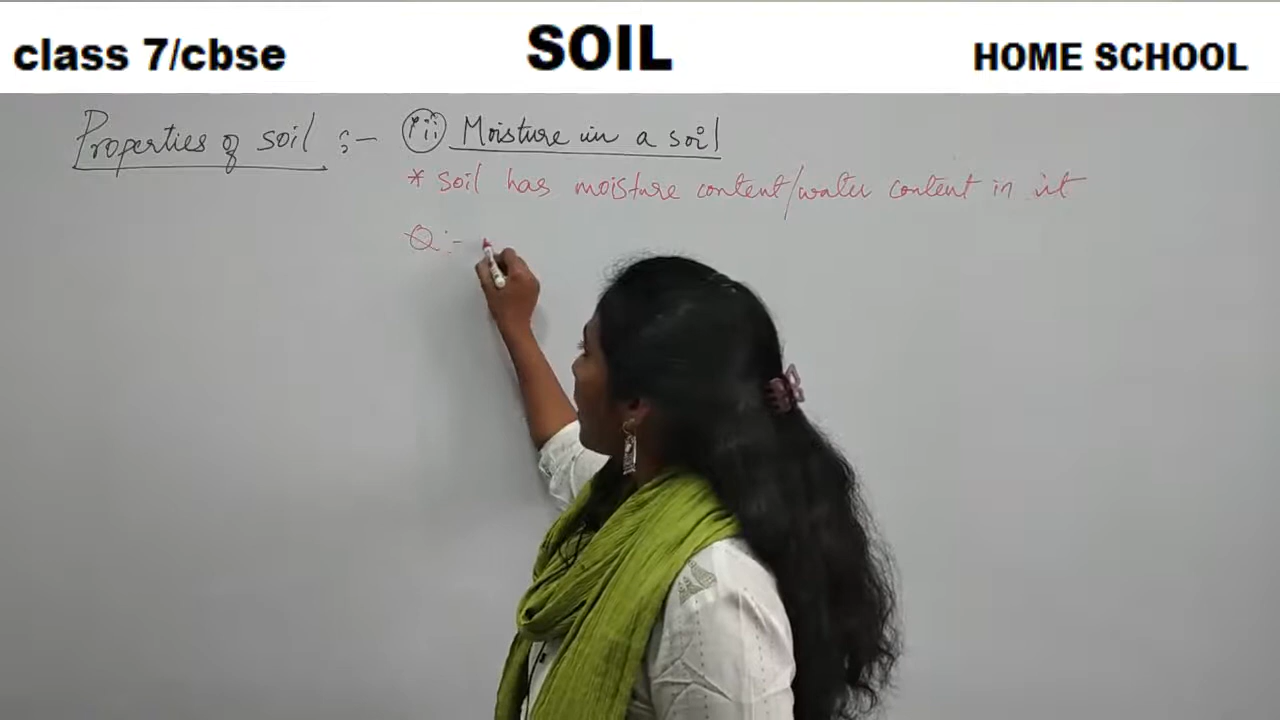 class 7/cbse SOIL HOME SCHOOL
Properties of soil :- (iii) Moisture in a soil
* soil has moisture content/water content in it
Q:-